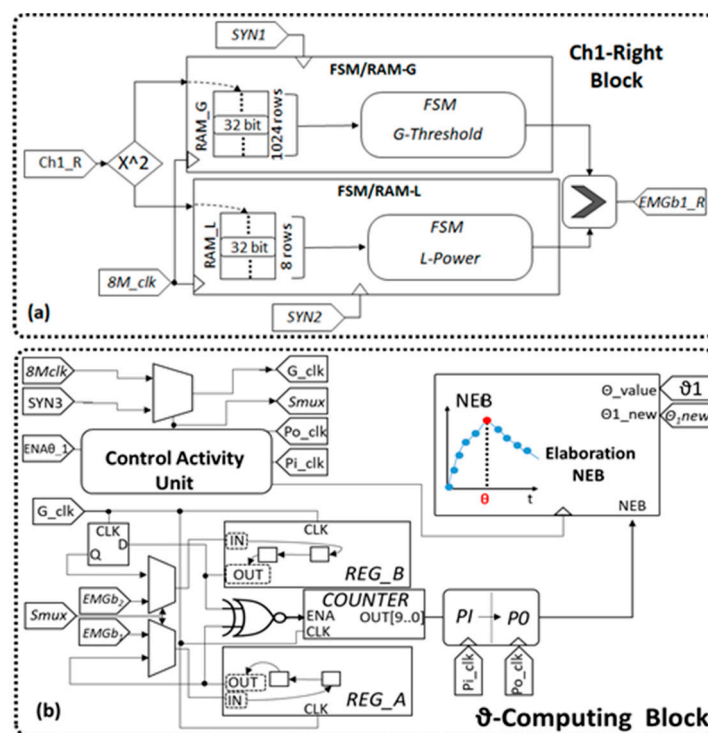 SYN1
FSM/RAM-G
Ch1-Right
Block
RAM_G
32 bit
1024 rows
FSM
G-Threshold
Ch1_R
X^2
EMGb1_R
FSM/RAM-L
RAM_L
32 bit
8 rows
FSM
L-Power
8M_clk
SYN2
(a)
8Mclk
G_clk
SYN3
Smux
Po_clk
ENAθ_1
Control Activity
Unit
Pi_clk
NEB
Θ_value
ϑ1
Θ1_new
Θ1new
Elaboration
NEB
θ
t
NEB
G_clk
CLK
Q
D
CLK
IN
OUT
REG_B
EMGb2
Smux
EMGb1
COUNTER
ENA
OUT[9..0]
CLK
PI
P0
Pi_clk
Po_clk
OUT
IN
REG_A
CLK
(b)
ϑ-Computing Block